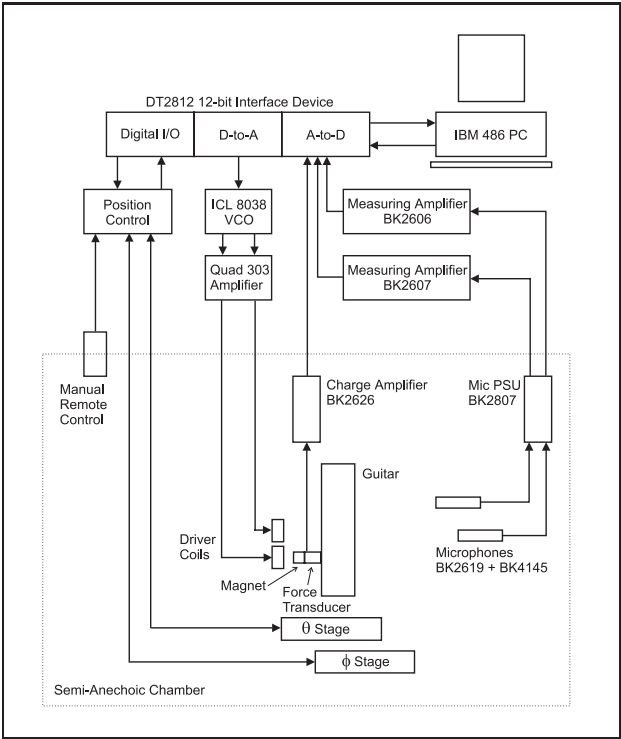 DT2812 12-bit Interface Device
Digital I/O
D-to-A
A-to-D
IBM 486 PC
Position
Control
ICL 8038
VCO
Measuring Amplifier
BK2606
Quad 303
Amplifier
Measuring Amplifier
BK2607
Manual
Remote
Control
Charge Amplifier
BK2626
Mic PSU
BK2807
Guitar
Driver
Coils
Microphones
BK2619 + BK4145
Magnet
Force
Transducer
θ Stage
ϕ Stage
Semi-Anechoic Chamber